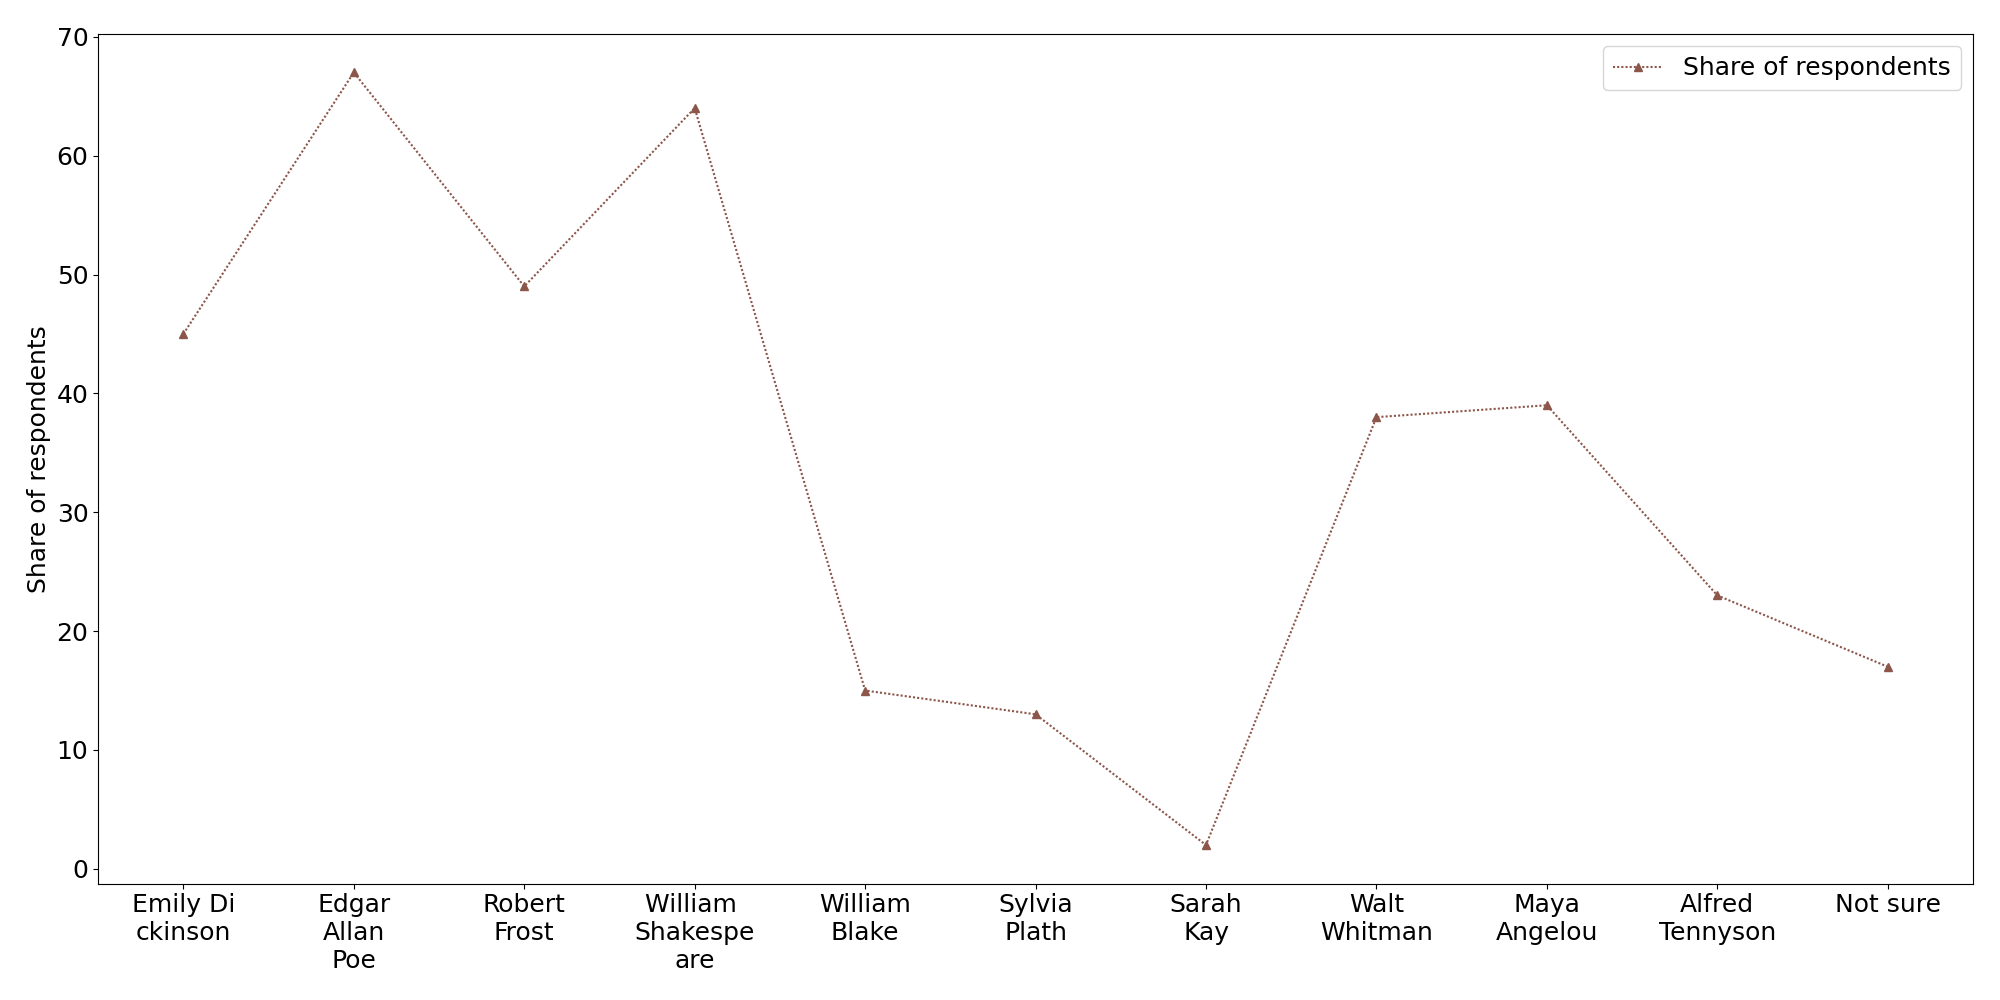 70
60
50
40
30
20
10
0
Share of respondents
Share of respondents
Emily Di
ckinson
Edgar
Allan
Poe
Robert
Frost
William
Shakespe
are
William
Blake
Sylvia
Plath
Sarah
Kay
Walt
Whitman
Maya
Angelou
Alfred
Tennyson
Not sure